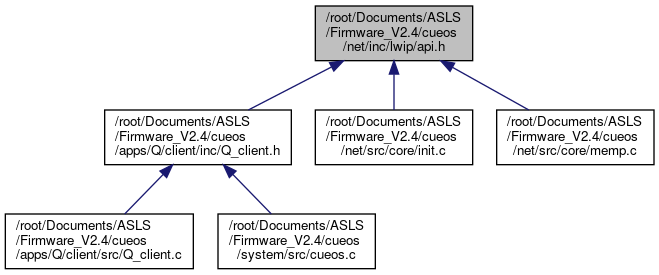 /root/Documents/ASLS
/Firmware_V2.4/cueos
/net/inc/lwip/api.h
/root/Documents/ASLS
/Firmware_V2.4/cueos
/apps/Q/client/inc/Q_client.h
/root/Documents/ASLS
/Firmware_V2.4/cueos
/net/src/core/init.c
/root/Documents/ASLS
/Firmware_V2.4/cueos
/net/src/core/memp.c
/root/Documents/ASLS
/Firmware_V2.4/cueos
/apps/Q/client/src/Q_client.c
/root/Documents/ASLS
/Firmware_V2.4/cueos
/system/src/cueos.c